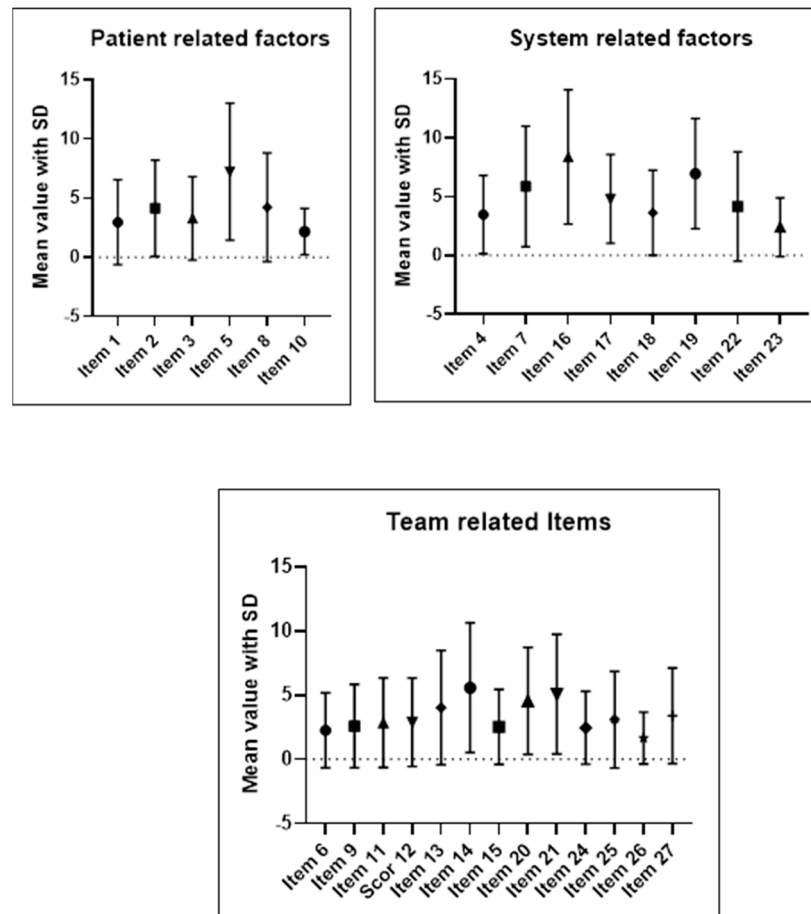 Patient related factors
Mean value with SD
15
10
5
0
-5
Item 1
Item 2
Item 3
Item 5
Item 8
Item 10
System related factors
Mean value with SD
15
10
5
0
-5
Item 4
Item 7
Item 16
Item 17
Item 18
Item 19
Item 22
Item 23
Team related Items
Mean value with SD
15
10
5
0
-5
Item 6
Item 9
Item 11
Scor 12
Item 13
Item 14
Item 15
Item 20
Item 21
Item 24
Item 25
Item 26
Item 27